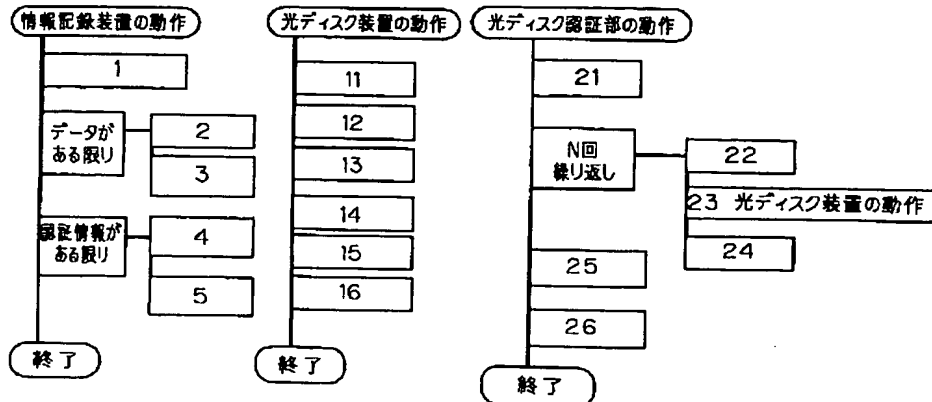 情報記録装置の動作
1
データが
ある限り
2
3
認証情報が
ある限り
4
5
終了
光ディスク装置の動作
11
12
13
14
15
16
終了
光ディスク認証部の動作
21
N回
繰り返し
22
23 光ディスク装置の動作
24
25
26
終了